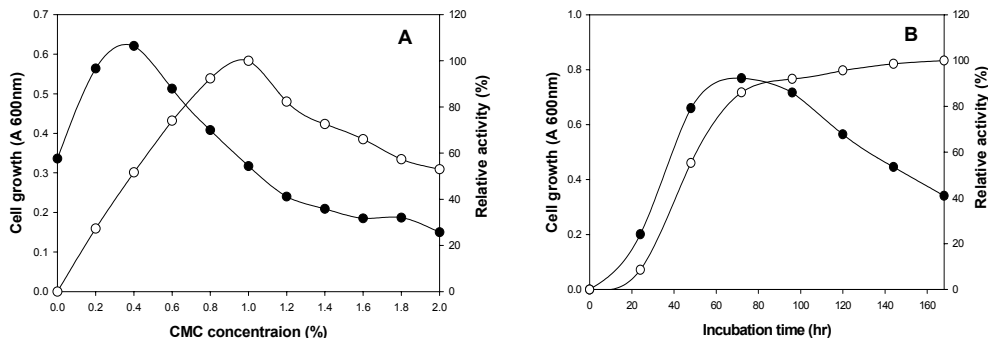 A
Cell growth (A 600nm)
0.7
0.6
0.5
0.4
0.3
0.2
0.1
0.0
120
100
80
60
40
20
0
Relative activity (%)
0.0 0.2 0.4 0.6 0.8 1.0 1.2 1.4 1.6 1.8 2.0
CMC concentraion (%)
B
Cell growth (A 600nm)
1.0
0.8
0.6
0.4
0.2
0.0
120
100
80
60
40
20
0
Relative activity (%)
0 20 40 60 80 100 120 140 160
Incubation time (hr)